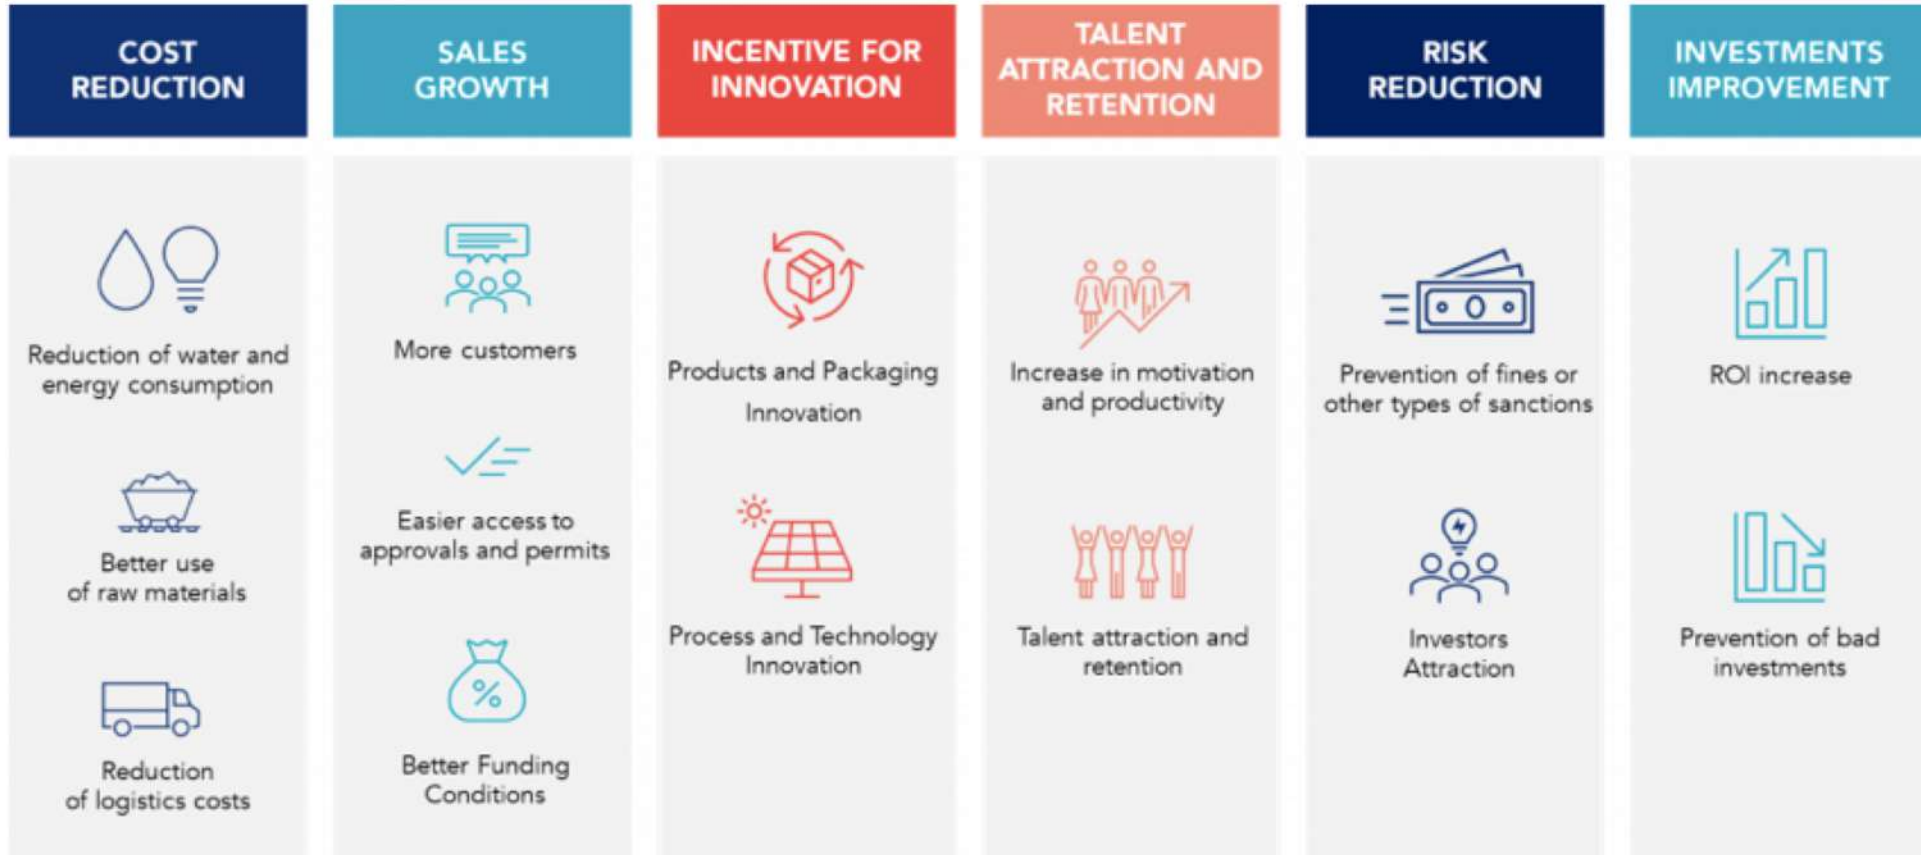 COST
REDUCTION
Reduction of water and
energy consumption
Better use
of raw materials
Reduction
of logistics costs
SALES
GROWTH
More customers
Easier access to
approvals and permits
%
Better Funding
Conditions
INCENTIVE FOR
INNOVATION
Products and Packaging
Innovation
Process and Technology
Innovation
TALENT
ATTRACTION AND
RETENTION
Increase in motivation
and productivity
Talent attraction and
retention
RISK
REDUCTION
Prevention of fines or
other types of sanctions
Investors
Attraction
INVESTMENTS
IMPROVEMENT
ROI increase
Prevention of bad
investments